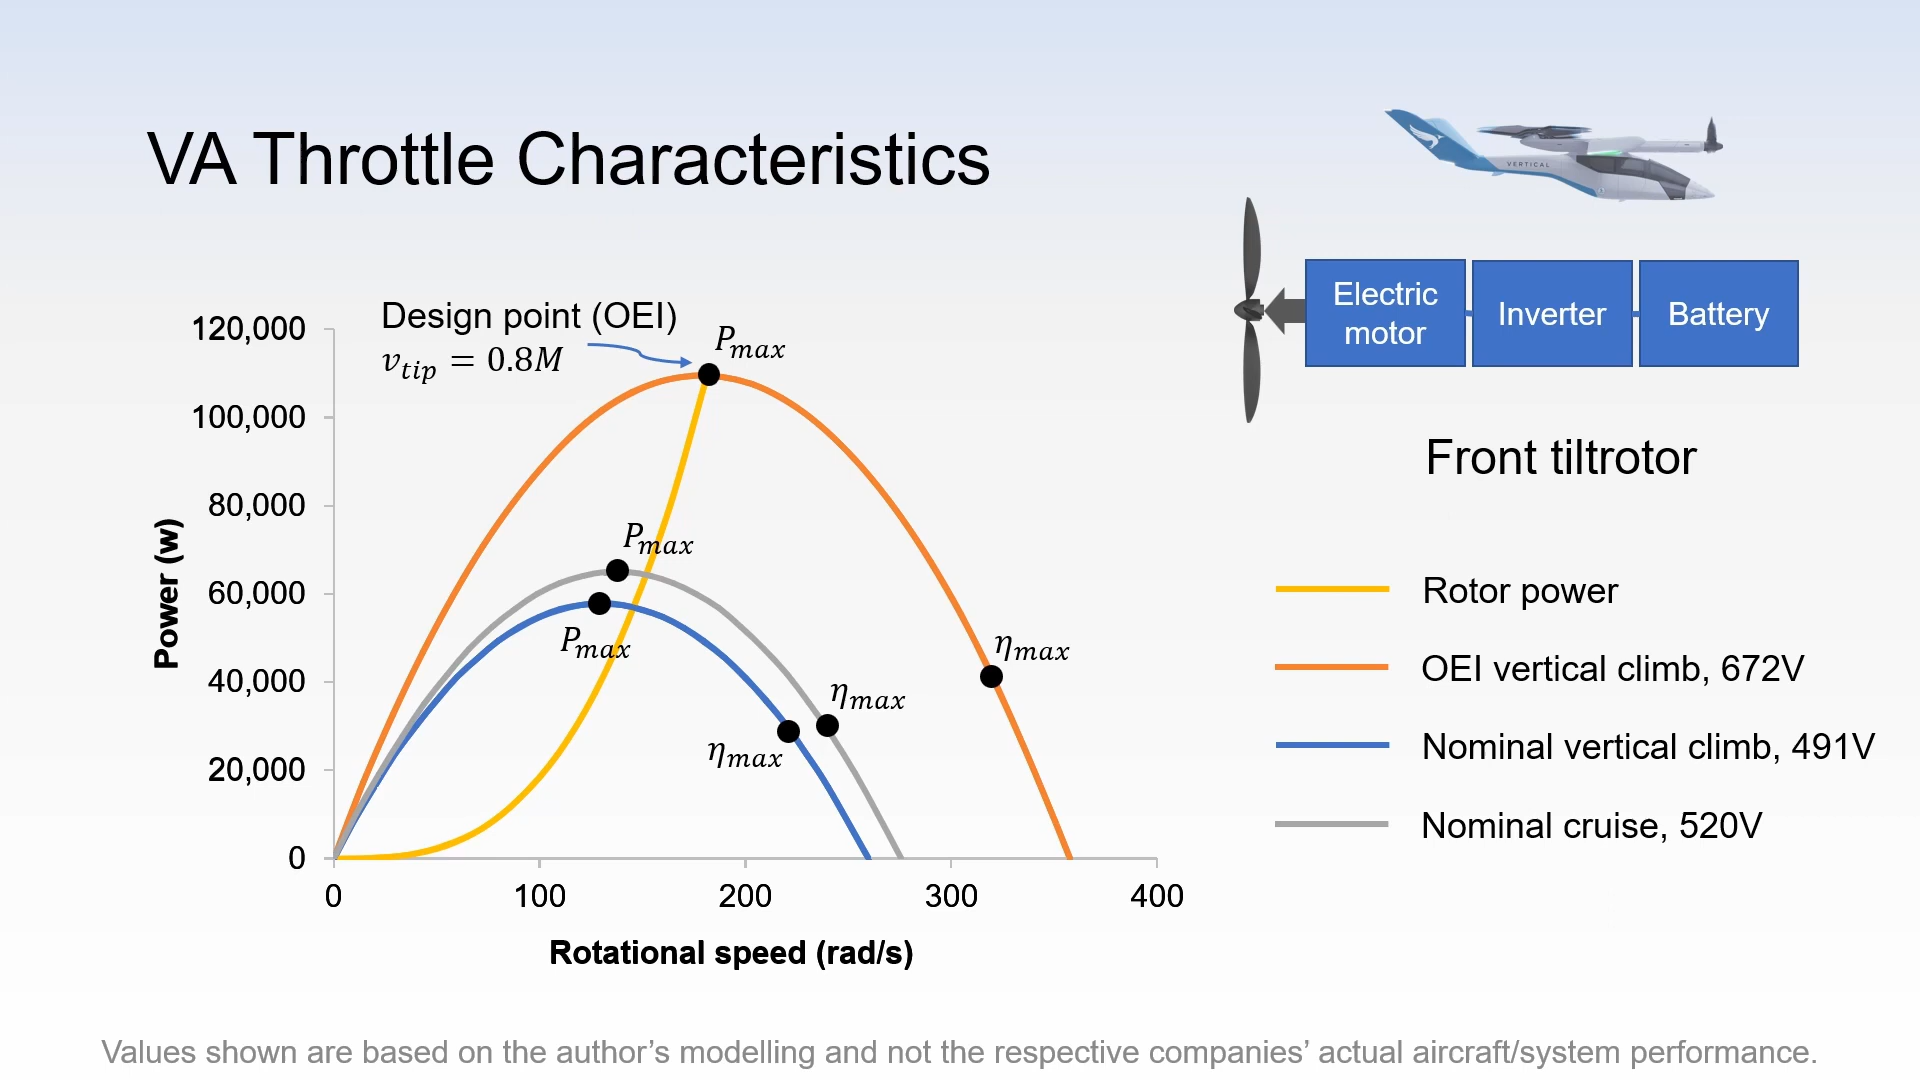 VA Throttle Characteristics
VERTICAL
Electric
motor
Inverter
Battery
Front tiltrotor
Design point (OEI)
v_tip = 0.8M
P_max
P_max
P_max
η_max
η_max
η_max
120,000
100,000
80,000
60,000
40,000
20,000
0
0 100 200 300 400
Power (w)
Rotational speed (rad/s)
Rotor power
OEI vertical climb, 672V
Nominal vertical climb, 491V
Nominal cruise, 520V
Values shown are based on the author’s modelling and not the respective companies’ actual aircraft/system performance.